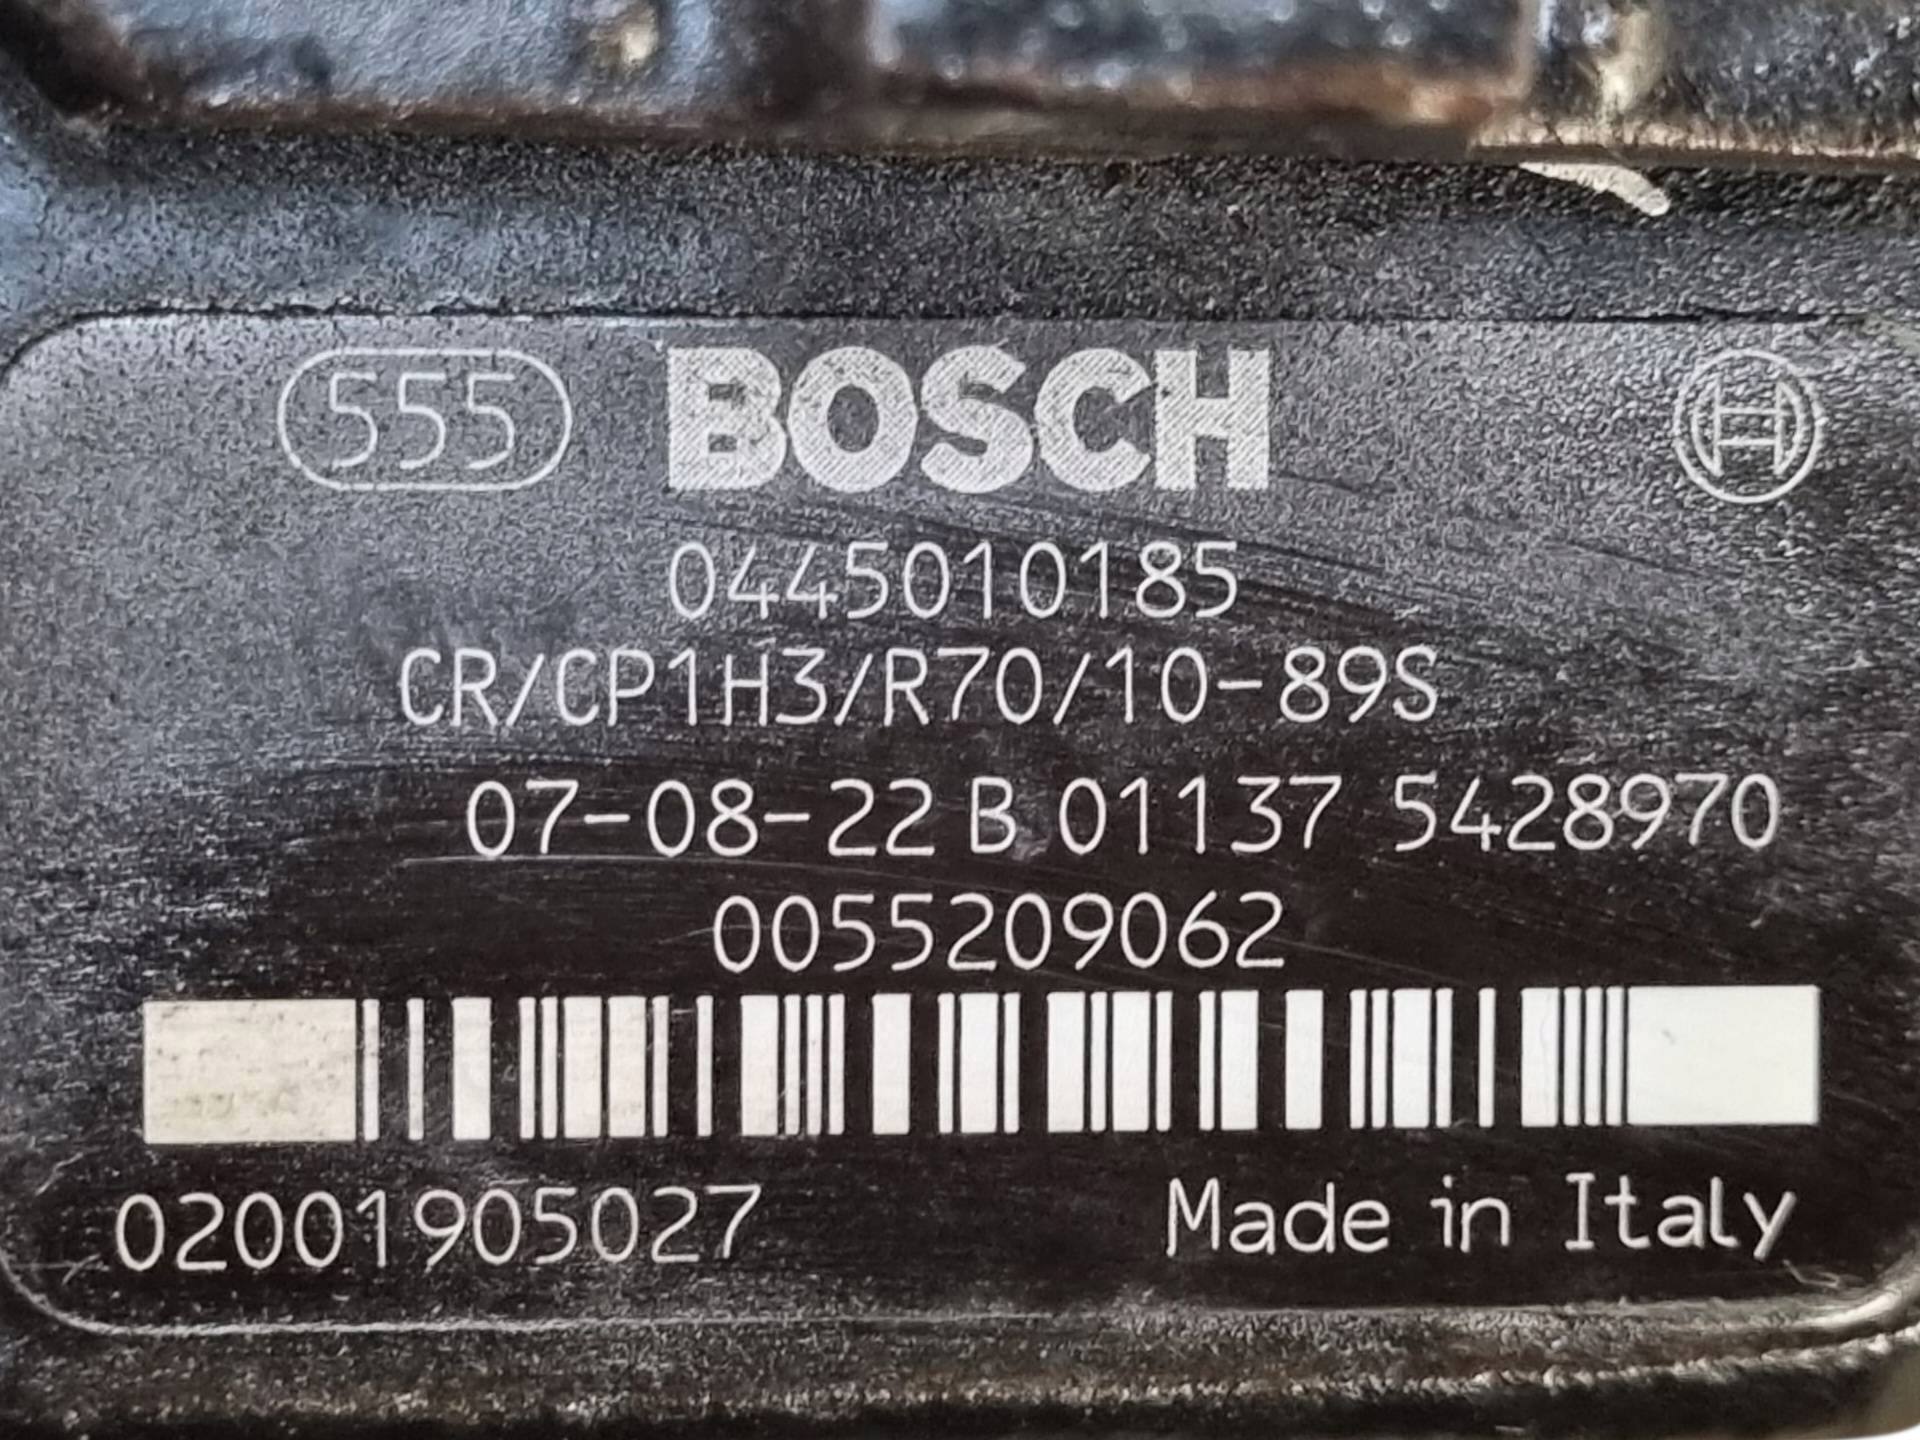 555 BOSCH
0445010185
CR/CP1H3/R70/10-89S
07-08-22 B 01137 5428970
0055209062
02001905027 Made in Italy